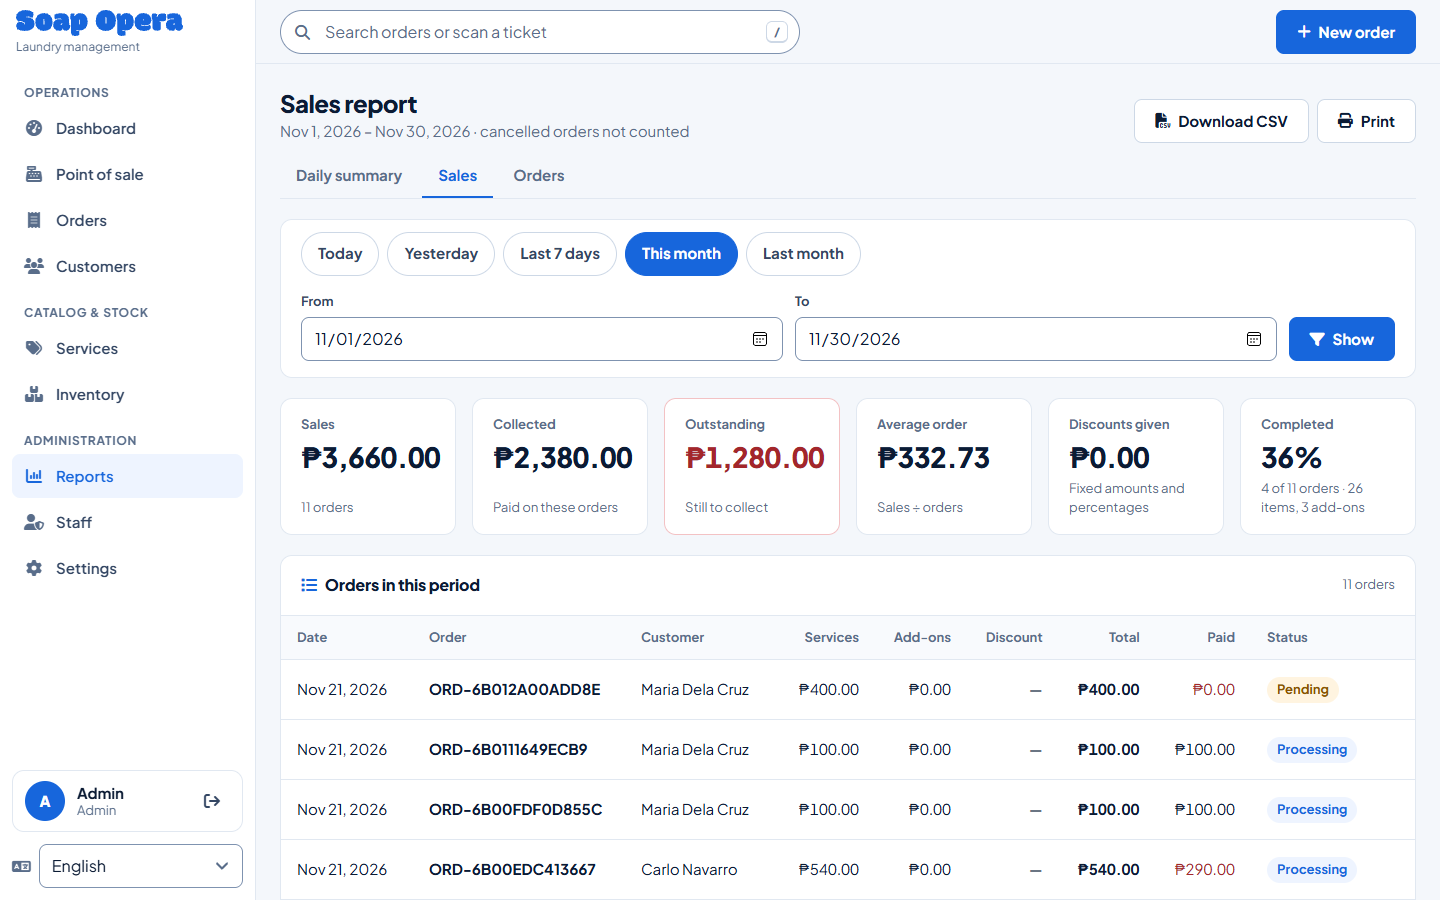 Soap Opera
Laundry management
OPERATIONS
Dashboard
Point of sale
Orders
Customers
CATALOG & STOCK
Services
Inventory
ADMINISTRATION
Reports
Staff
Settings
A
Admin
Admin
English
Search orders or scan a ticket
/
New order
Sales report
Nov 1, 2026 – Nov 30, 2026 · cancelled orders not counted
Download CSV
Print
Daily summary Sales Orders
Today Yesterday Last 7 days This month Last month
From To
11/01/2026 11/30/2026 Show
Sales
₱3,660.00
11 orders
Collected
₱2,380.00
Paid on these orders
Outstanding
₱1,280.00
Still to collect
Average order
₱332.73
Sales ÷ orders
Discounts given
₱0.00
Fixed amounts and
percentages
Completed
36%
4 of 11 orders · 26
items, 3 add-ons
Orders in this period 11 orders
Date Order Customer Services Add-ons Discount Total Paid Status
Nov 21, 2026 ORD-6B012A00ADD8E Maria Dela Cruz ₱400.00 ₱0.00 — ₱400.00 ₱0.00 Pending
Nov 21, 2026 ORD-6B0111649ECB9 Maria Dela Cruz ₱100.00 ₱0.00 — ₱100.00 ₱100.00 Processing
Nov 21, 2026 ORD-6B00FDF0D855C Maria Dela Cruz ₱100.00 ₱0.00 — ₱100.00 ₱100.00 Processing
Nov 21, 2026 ORD-6B00EDC413667 Carlo Navarro ₱540.00 ₱0.00 — ₱540.00 ₱290.00 Processing